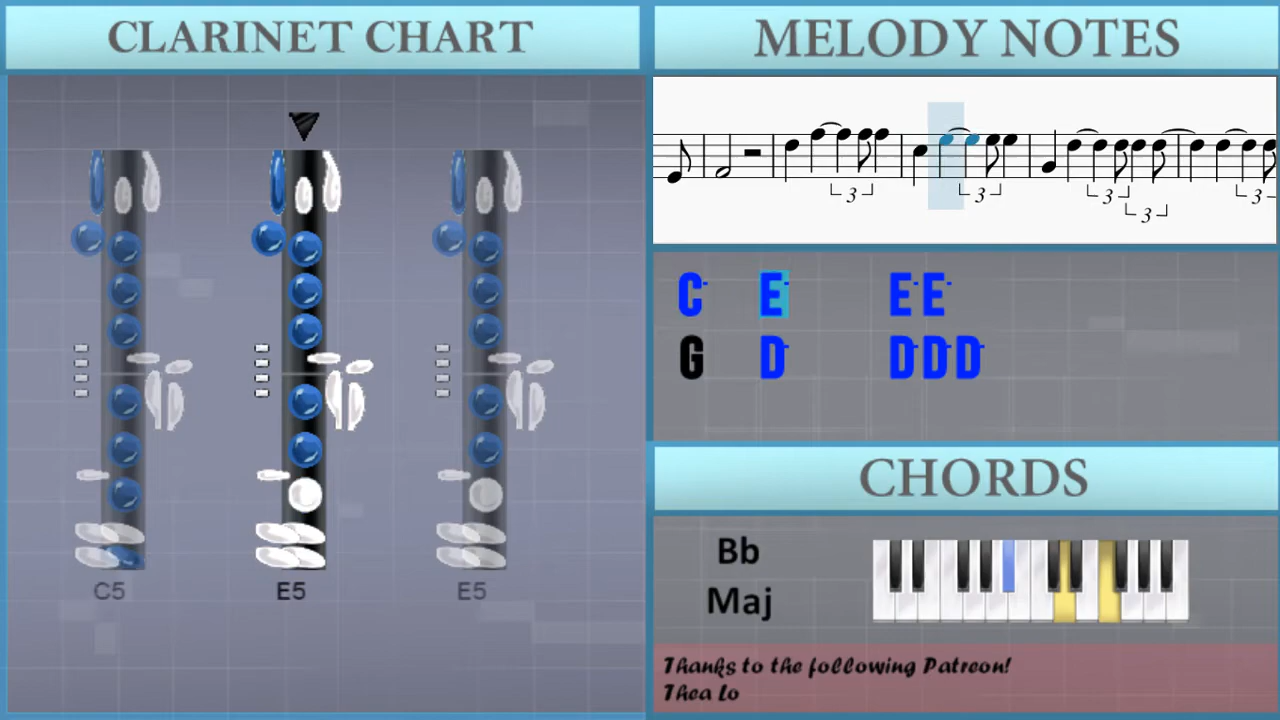 CLARINET CHART
C5 E5 E5
MELODY NOTES
3 3 3 3
3
C E E E
G D D D D
CHORDS
Bb
Maj
Thanks to the following Patreon!
Thea Lo